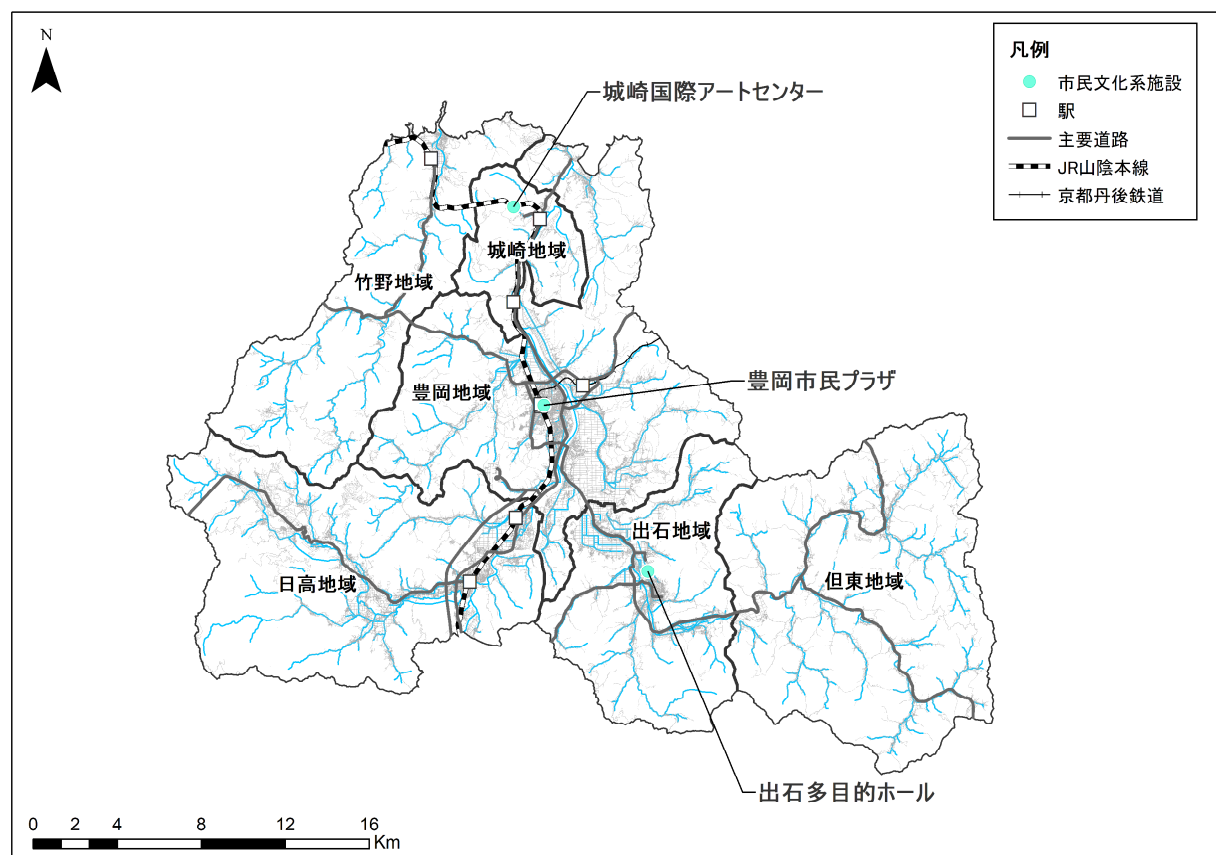 N
凡例
市民文化系施設
駅
主要道路
JR山陰本線
京都丹後鉄道
城崎国際アートセンター
城崎地域
竹野地域
豊岡地域
豊岡市民プラザ
出石地域
日高地域
但東地域
出石多目的ホール
0 2 4 8 12 16
Km